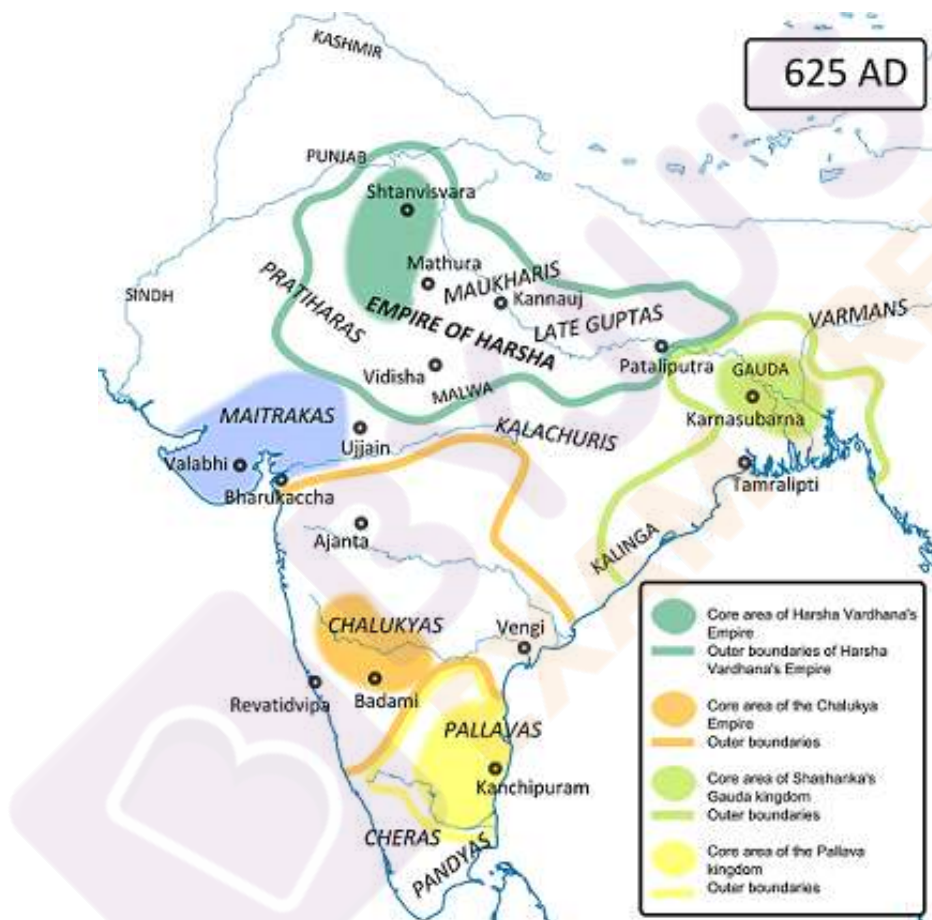 KASHMIR
625 AD
PUNJAB
Shtanvisvara
Mathura
MAUKHARIS
SINDH
PRATIHARAS
EMPIRE OF HARSHA
Kannauj
LATE GUPTAS
VARMANS
Pataliputra
Vidisha
MALWA
GAUDA
MAITRAKAS
Karnasubarna
Ujjain
KALACHURIS
Valabhi
Bharukaccha
Tamralipti
Ajanta
KALINGA
CHALUKYAS
Vengi
Revatidvipa
Badami
PALLAVAS
Kanchipuram
CHERAS
PANDYAS
Core area of Harsha Vardhana's
Empire
Outer boundaries of Harsha
Vardhana's Empire
Core area of the Chalukya
Empire
Outer boundaries
Core area of Shashanka's
Gauda kingdom
Outer boundaries
Core area of the Pallava
kingdom
Outer boundaries
BYJU'S